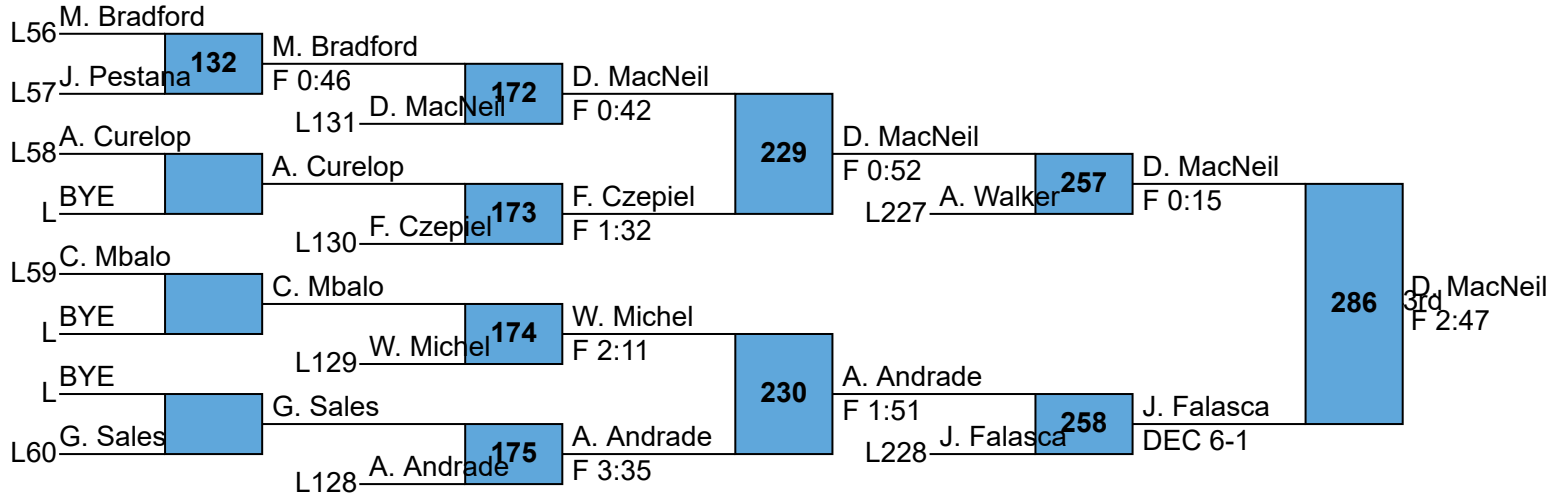 L56 M. Bradford
132
L57 J. Pestana
M. Bradford
F 0:46
172
L131 D. MacNeil
D. MacNeil
F 0:42
L58 A. Curelop
L BYE
A. Curelop
173
L130 F. Czepiel
F. Czepiel
F 1:32
229
D. MacNeil
F 0:52
257
L227 A. Walker
D. MacNeil
F 0:15
L59 C. Mbalo
L BYE
C. Mbalo
174
L129 W. Michel
W. Michel
F 2:11
L BYE
L60 G. Sales
G. Sales
175
L128 A. Andrade
A. Andrade
F 3:35
230
A. Andrade
F 1:51
258
L228 J. Falasca
J. Falasca
DEC 6-1
286
3rd
D. MacNeil
F 2:47